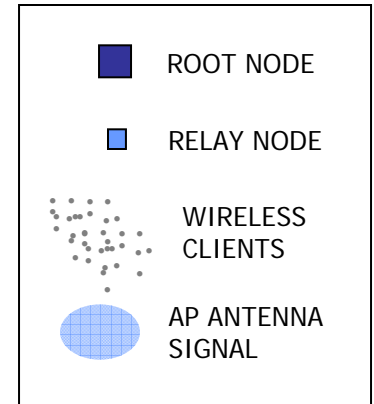 ROOT NODE
RELAY NODE
WIRELESS
CLIENTS
AP ANTENNA
SIGNAL